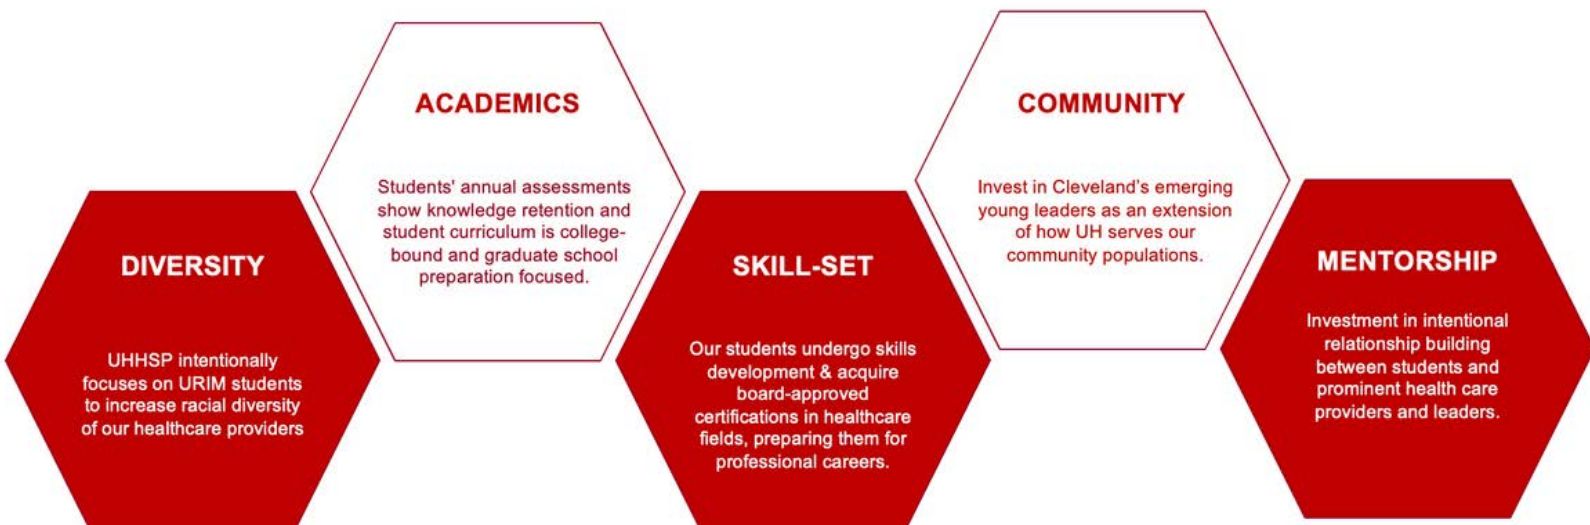 DIVERSITY
UHHSP intentionally
focuses on URIM students
to increase racial diversity
of our healthcare providers
ACADEMICS
Students' annual assessments
show knowledge retention and
student curriculum is college-
bound and graduate school
preparation focused.
SKILL-SET
Our students undergo skills
development & acquire
board-approved
certifications in healthcare
fields, preparing them for
professional careers.
COMMUNITY
Invest in Cleveland's emerging
young leaders as an extension
of how UH serves our
community populations.
MENTORSHIP
Investment in intentional
relationship building
between students and
prominent health care
providers and leaders.